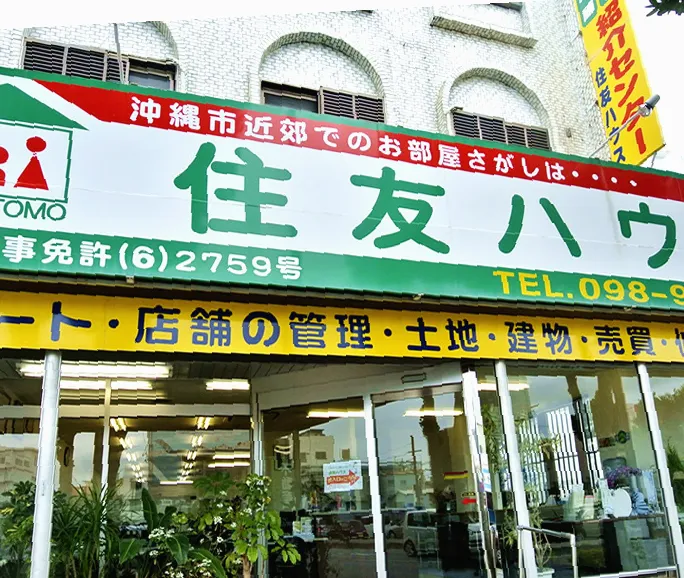 紹介センター
住友ハウス
沖縄市近郊でのお部屋さがしは・・・・
住友ハウ
TOMO
事免許(6)2759号
TEL.098-9
ート・店舗の管理・土地・建物・売買・